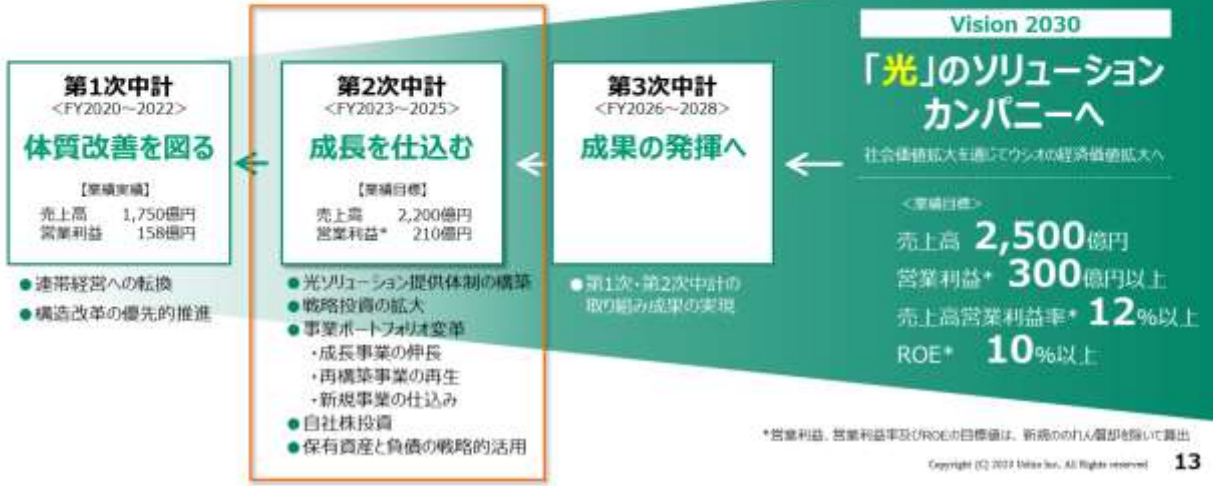 第1次中計
<FY2020～2022>
体質改善を図る
【業績実績】
売上高 1,750億円
営業利益 158億円
●連帯経営への転換
●構造改革の優先的推進
第2次中計
<FY2023～2025>
成長を仕込む
【業績目標】
売上高 2,200億円
営業利益* 210億円
●光ソリューション提供体制の構築
●戦略投資の拡大
●事業ポートフォリオ変革
・成長事業の伸長
・再構築事業の再生
・新規事業の仕込み
●自社株投資
●保有資産と負債の戦略的活用
第3次中計
<FY2026～2028>
成果の発揮へ
●第1次・第2次中計の
取り組み成果の実現
Vision 2030
「光」のソリューション
カンパニーへ
社会価値拡大を通じてウシオの経済価値拡大へ
<業績目標>
売上高 2,500億円
営業利益* 300億円以上
売上高営業利益率* 12%以上
ROE* 10%以上
*営業利益、営業利益率及びROEの目標値は、新規ののれん償却を除いて算出
Copyright (C) 2023 Ushio Inc. All Rights reserved
13